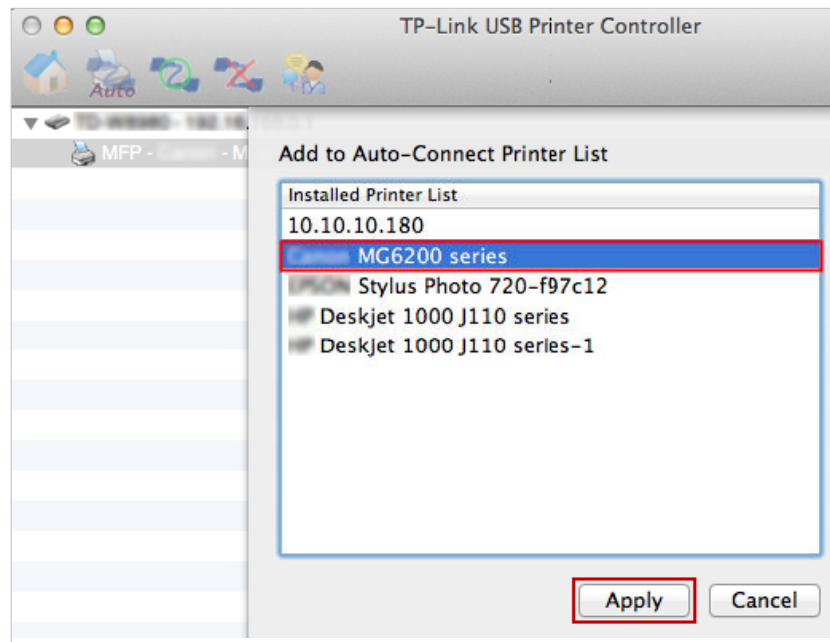 TP-Link USB Printer Controller
Auto
MFP - - M
Add to Auto-Connect Printer List
Installed Printer List
10.10.10.180
MG6200 series
Stylus Photo 720-f97c12
Deskjet 1000 J110 series
Deskjet 1000 J110 series-1
Apply
Cancel